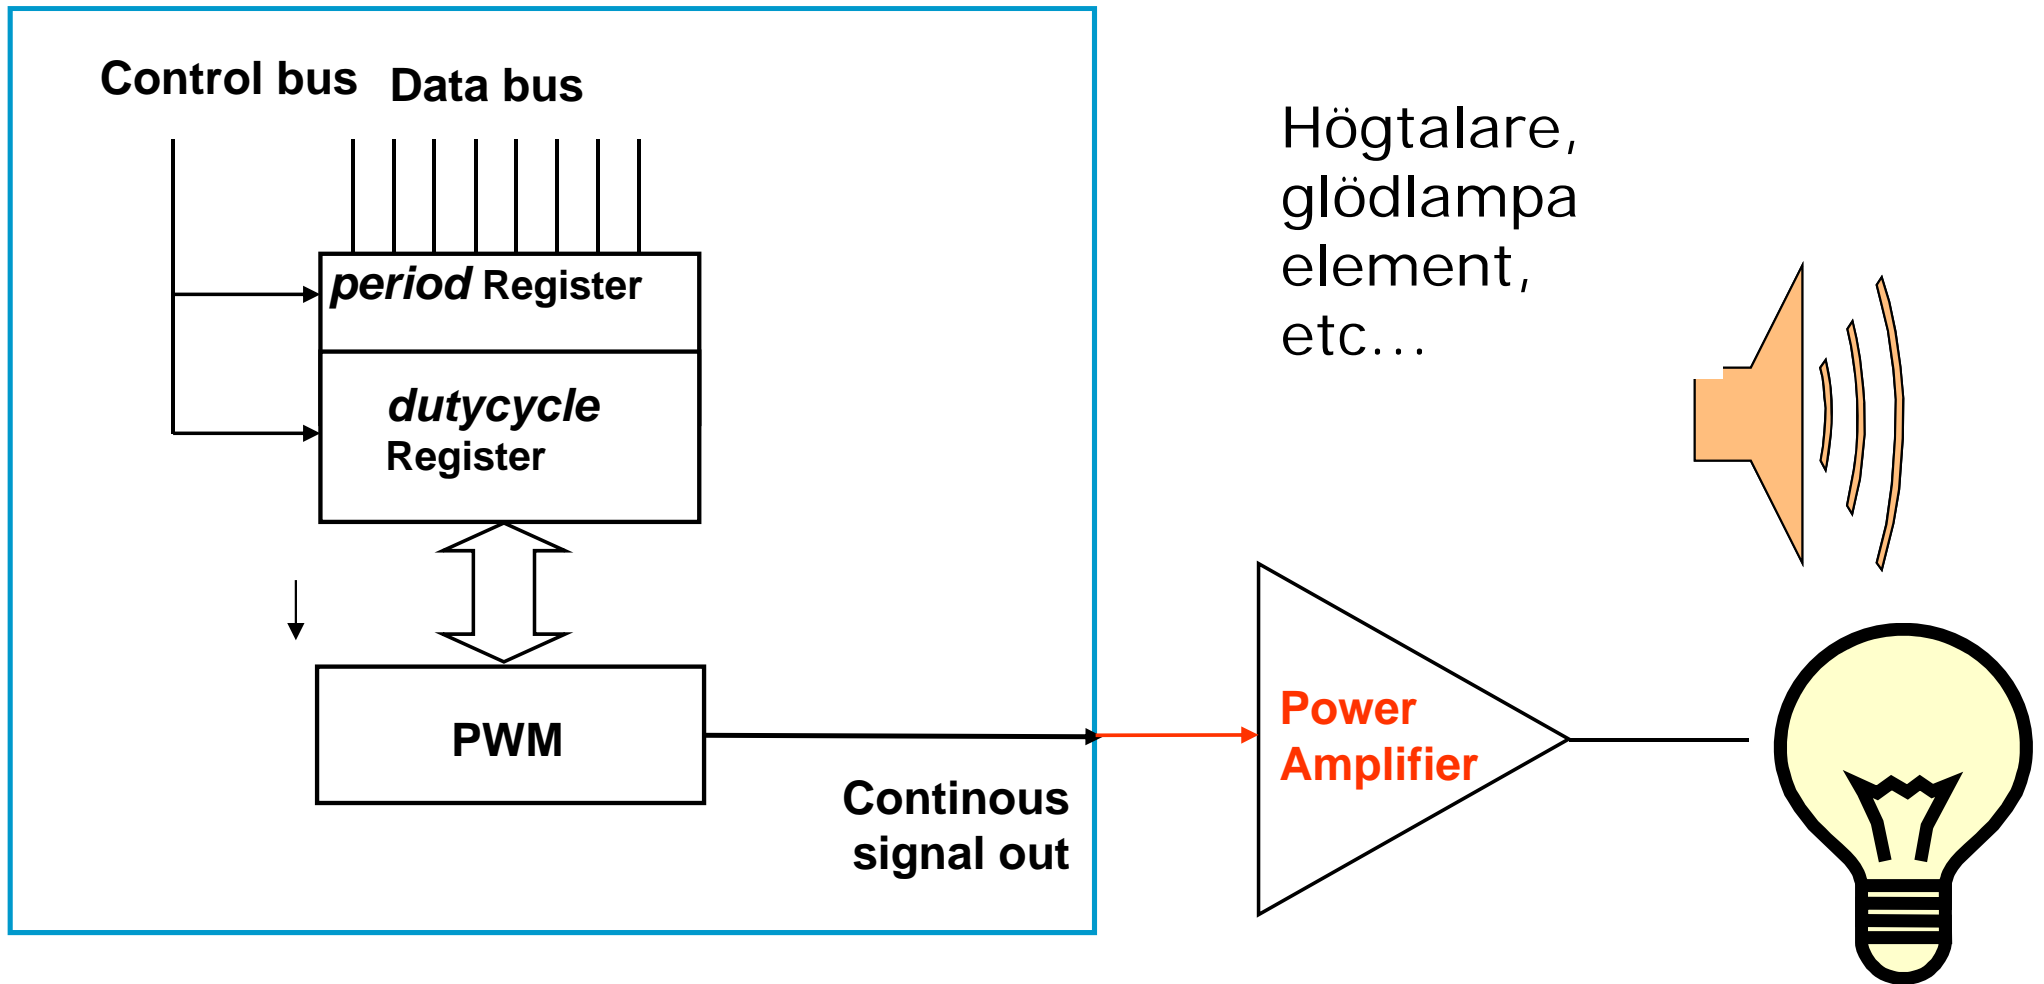 Control bus
Data bus
period Register
dutycycle
Register
PWM
Continous
signal out
Högtalare,
glödlampa
element,
etc...
Power
Amplifier